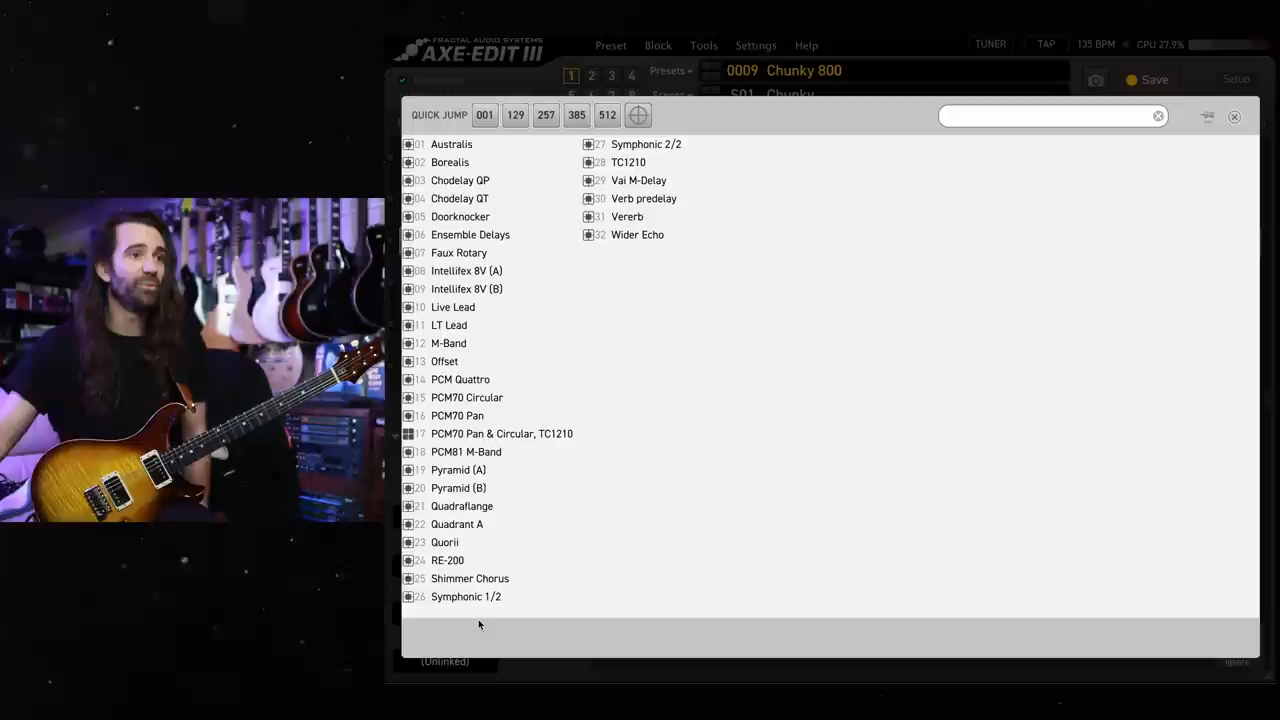 FRACTAL AUDIO SYSTEMS
AXE-EDIT III
Preset Block Tools Settings Help
TUNER TAP 135 BPM CPU 27.9%
1 2 3 4 Presets 0009 Chunky 800 Save Setup
S01 Chunky
QUICK JUMP 001 129 257 385 512
01 Australis
02 Borealis
03 Chodelay QP
04 Chodelay QT
05 Doorknocker
06 Ensemble Delays
07 Faux Rotary
08 Intellifex 8V (A)
09 Intellifex 8V (B)
10 Live Lead
11 LT Lead
12 M-Band
13 Offset
14 PCM Quattro
15 PCM70 Circular
16 PCM70 Pan
17 PCM70 Pan & Circular, TC1210
18 PCM81 M-Band
19 Pyramid (A)
20 Pyramid (B)
21 Quadraflange
22 Quadrant A
23 Quorii
24 RE-200
25 Shimmer Chorus
26 Symphonic 1/2
27 Symphonic 2/2
28 TC1210
29 Vai M-Delay
30 Verb predelay
31 Vererb
32 Wider Echo
(Unlinked)
Ignore